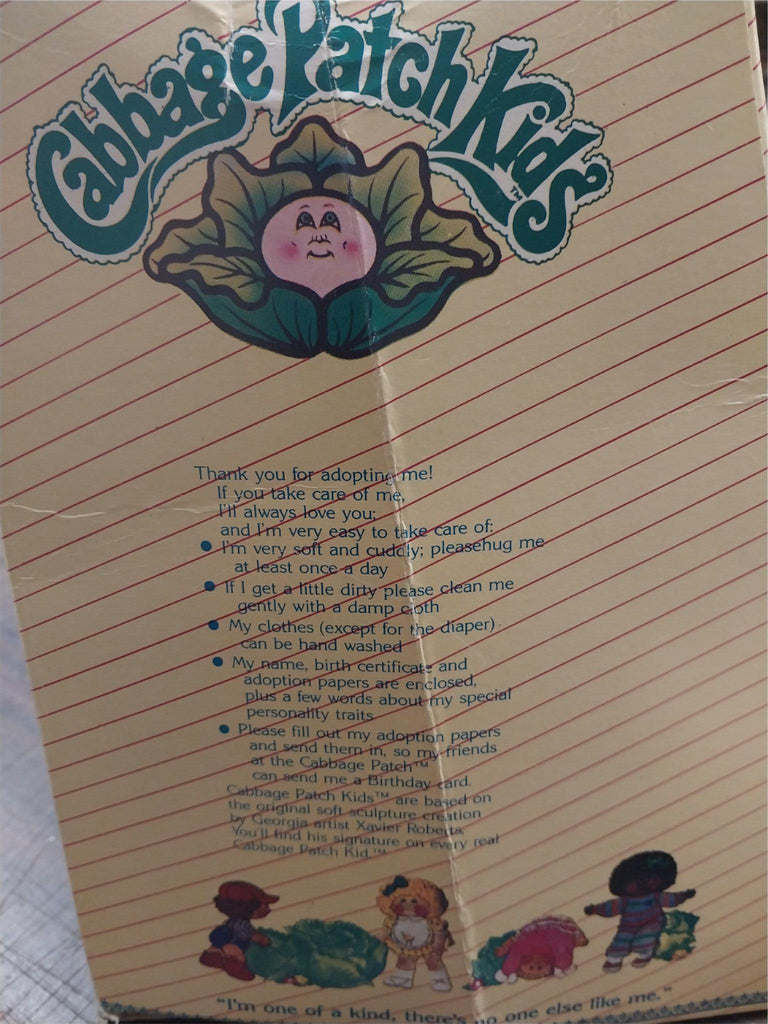 Cabbage Patch Kids™
Thank you for adopting me!
If you take care of me,
I'll always love you;
and I'm very easy to take care of:
• I'm very soft and cuddly; pleasehug me
at least once a day
• If I get a little dirty please clean me
gently with a damp cloth
• My clothes (except for the diaper)
can be hand washed
• My name, birth certificate and
adoption papers are enclosed,
plus a few words about my special
personality traits
• Please fill out my adoption papers
and send them in, so my friends
at the Cabbage Patch™
can send me a Birthday card.
Cabbage Patch Kids™ are based on
the original soft sculpture creation
by Georgia artist Xavier Roberts.
You'll find his signature on every real
Cabbage Patch Kid.™
"I'm one of a kind, there's no one else like me."